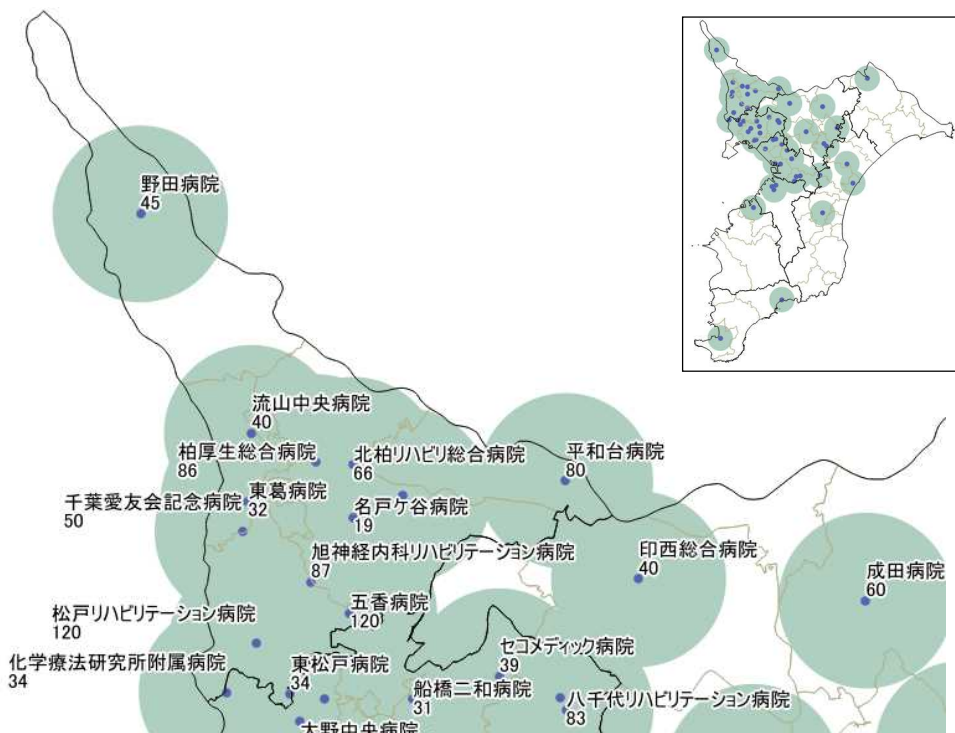 野田病院
45
流山中央病院
40
柏厚生総合病院
86
北柏リハビリ総合病院
66
平和台病院
80
千葉愛友会記念病院
50
東葛病院
32
名戸ケ谷病院
19
旭神経内科リハビリテーション病院
87
印西総合病院
40
成田病院
60
松戸リハビリテーション病院
120
五香病院
120
化学療法研究所附属病院
34
東松戸病院
34
セコメディック病院
39
船橋二和病院
31
八千代リハビリテーション病院
83
大野中央病院